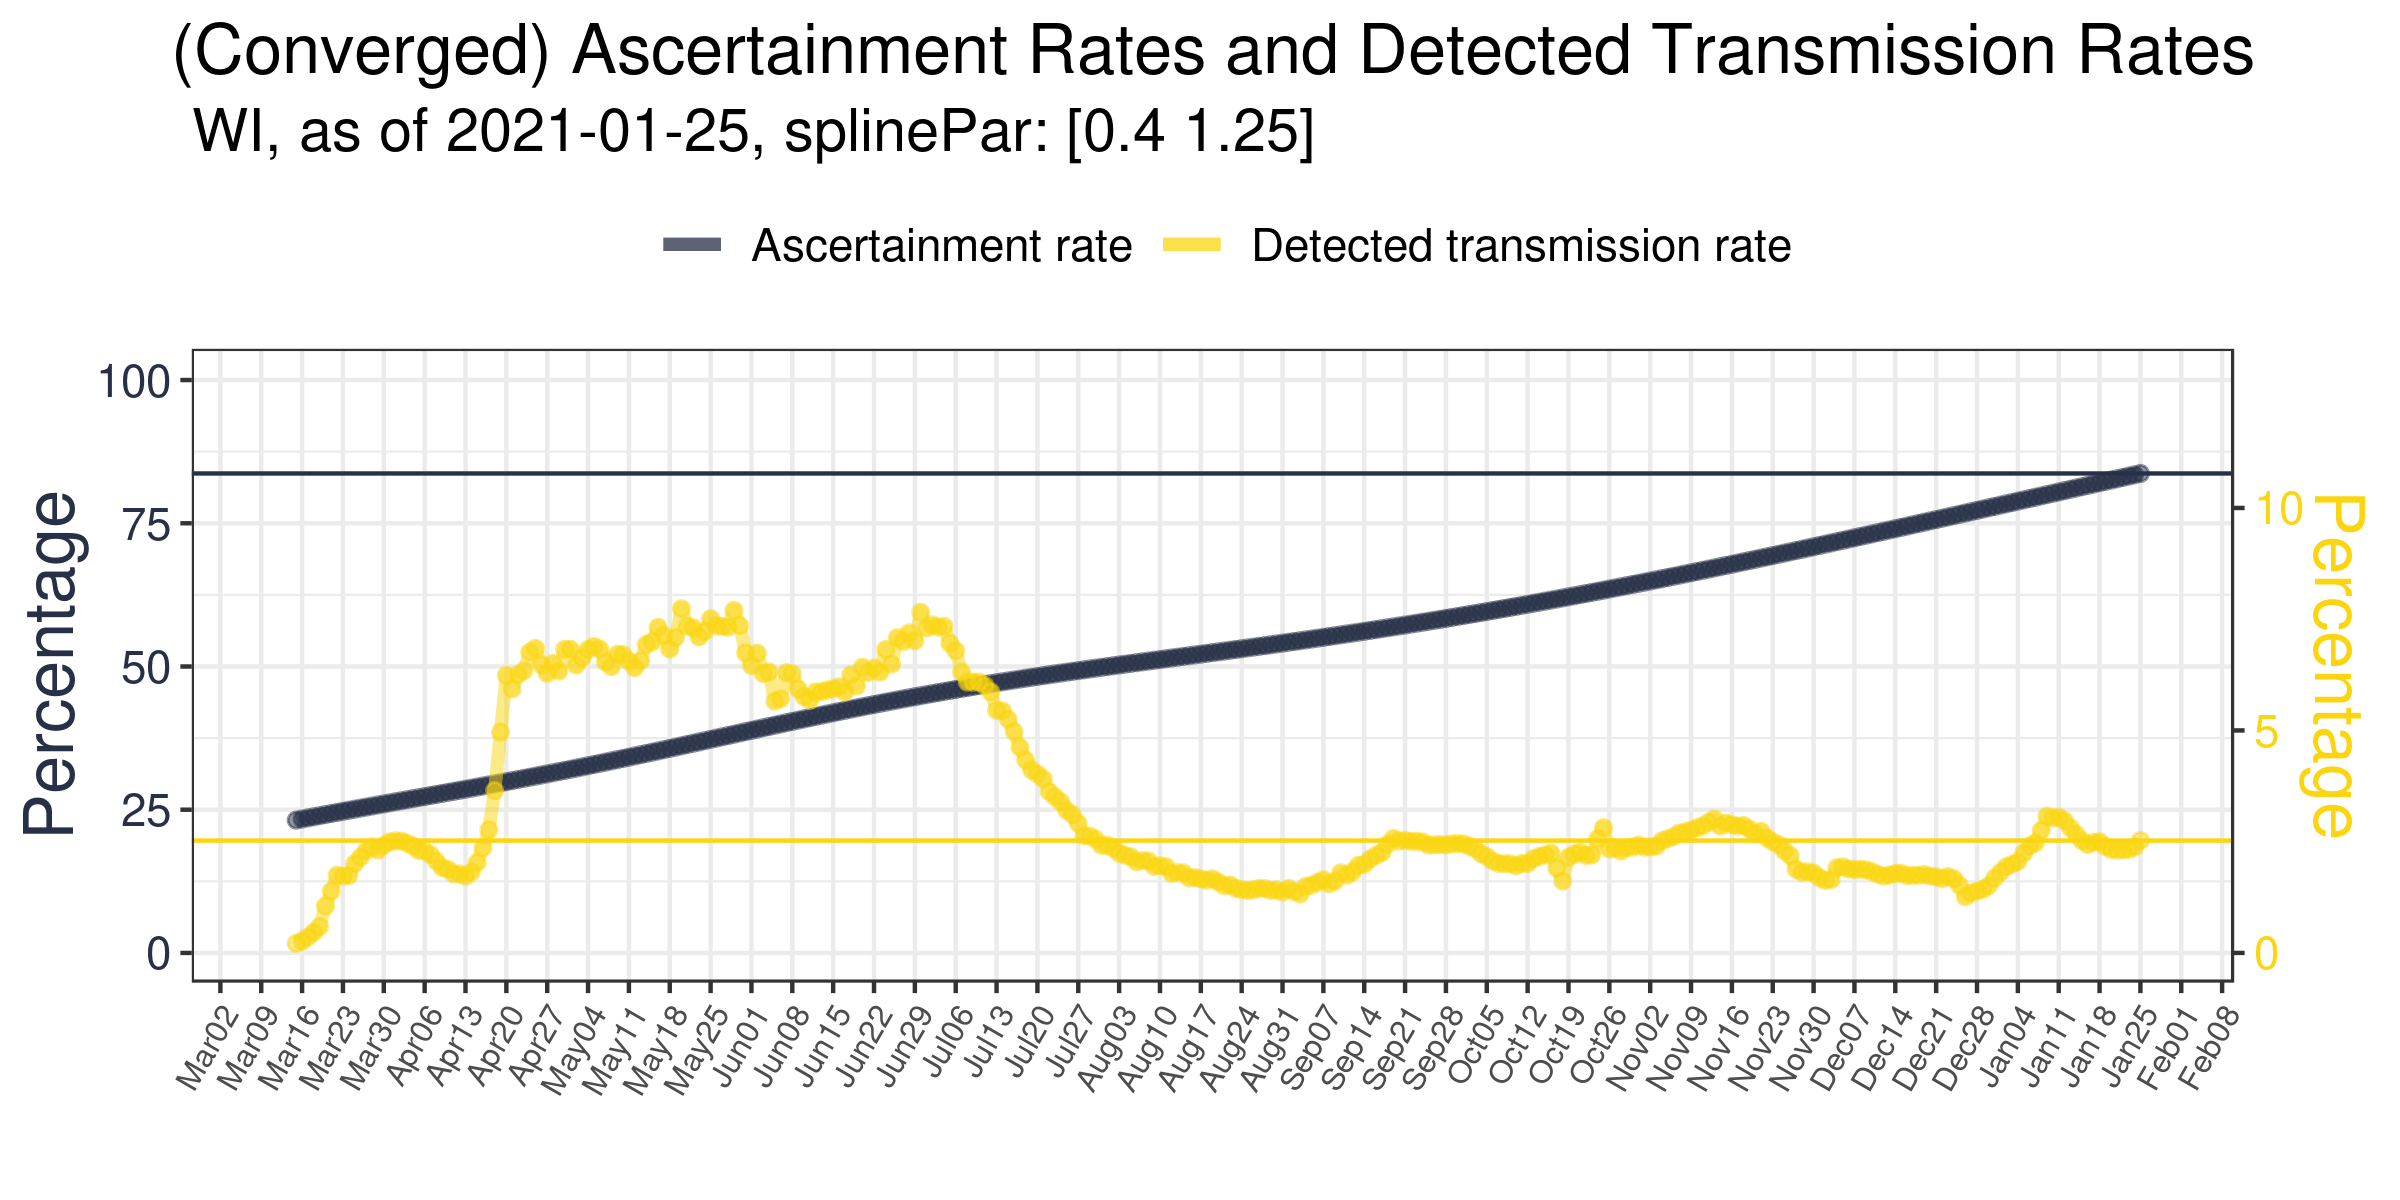 (Converged) Ascertainment Rates and Detected Transmission Rates
WI, as of 2021-01-25, splinePar: [0.4 1.25]
Ascertainment rate
Detected transmission rate
Percentage
100
75
50
25
0
10
5
0
Percentage
Mar02
Mar09
Mar16
Mar23
Mar30
Apr06
Apr13
Apr20
Apr27
May04
May11
May18
May25
Jun01
Jun08
Jun15
Jun22
Jun29
Jul06
Jul13
Jul20
Jul27
Aug03
Aug10
Aug17
Aug24
Aug31
Sep07
Sep14
Sep21
Sep28
Oct05
Oct12
Oct19
Oct26
Nov02
Nov09
Nov16
Nov23
Nov30
Dec07
Dec14
Dec21
Dec28
Jan04
Jan11
Jan18
Jan25
Feb01
Feb08